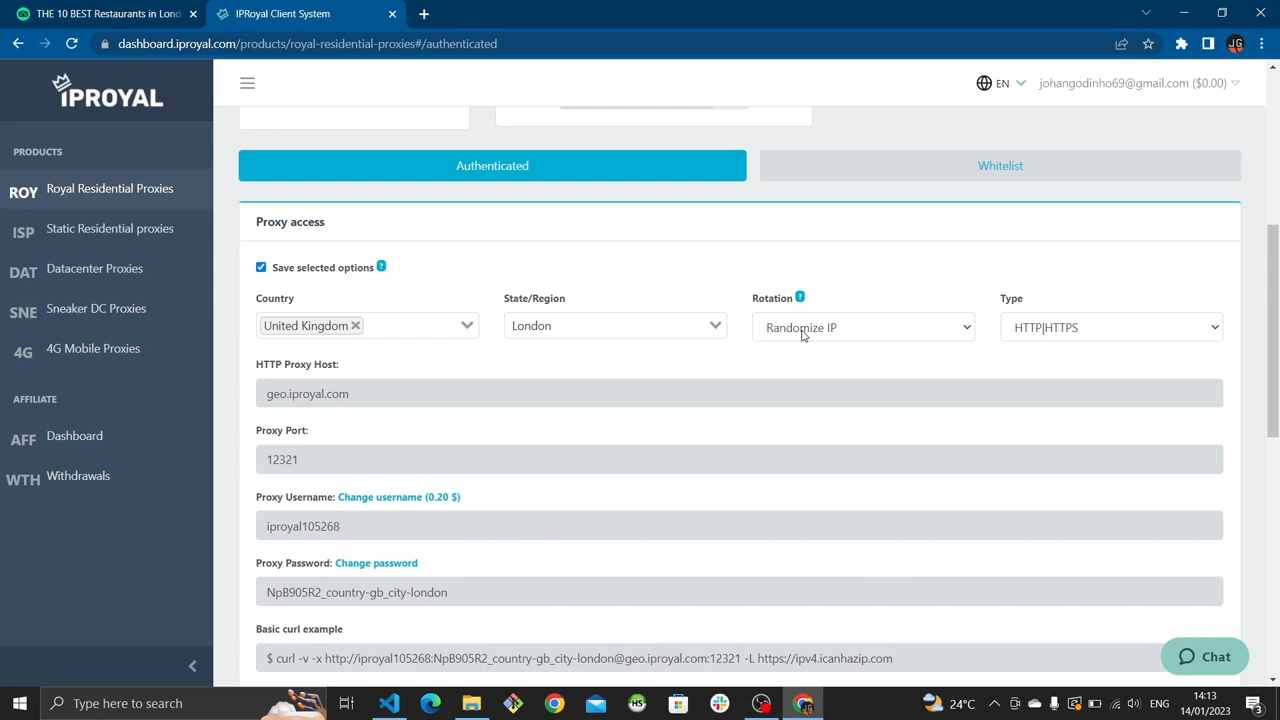 THE 10 BEST Restaurants in Lond
IPRoyal Client System
dashboard.iproyal.com/products/royal-residential-proxies#/authenticated
JG
IPROYAL
EN
johangodinho69@gmail.com ($0.00)
PRODUCTS
ROY Royal Residential Proxies
ISP Static Residential proxies
DAT Datacenter Proxies
SNE Sneaker DC Proxies
4G 4G Mobile Proxies
AFFILIATE
AFF Dashboard
WTH Withdrawals
Authenticated
Whitelist
Proxy access
Save selected options ?
Country
State/Region
Rotation ?
Type
United Kingdom
London
Randomize IP
HTTP|HTTPS
HTTP Proxy Host:
geo.iproyal.com
Proxy Port:
12321
Proxy Username: Change username (0.20 $)
iproyal105268
Proxy Password: Change password
NpB905R2_country-gb_city-london
Basic curl example
$ curl -v -x http://iproyal105268:NpB905R2_country-gb_city-london@geo.iproyal.com:12321 -L https://ipv4.icanhazip.com
Chat
Type here to search
HS
24°C
ENG
14:13
14/01/2023
3